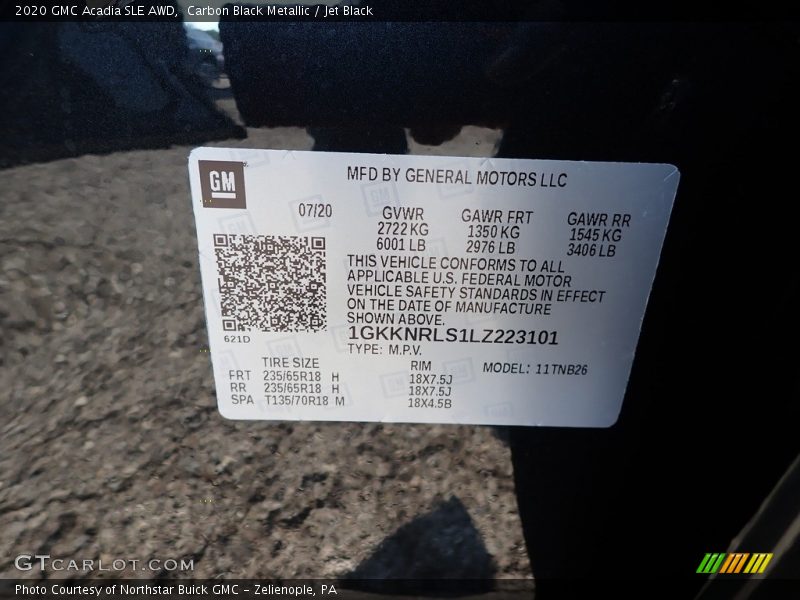 2020 GMC Acadia SLE AWD,  Carbon Black Metallic / Jet Black
GM
MFD BY GENERAL MOTORS LLC
07/20
GVWR GAWR FRT GAWR RR
2722 KG 1350 KG 1545 KG
6001 LB 2976 LB 3406 LB
THIS VEHICLE CONFORMS TO ALL
APPLICABLE U.S. FEDERAL MOTOR
VEHICLE SAFETY STANDARDS IN EFFECT
ON THE DATE OF MANUFACTURE
SHOWN ABOVE.
621D
1GKKNRLS1LZ223101
TYPE: M.P.V.
TIRE SIZE RIM MODEL: 11TNB26
FRT 235/65R18 H 18X7.5J
RR 235/65R18 H 18X7.5J
SPA T135/70R18 M 18X4.5B
GTCARLOT.COM
Photo Courtesy of Northstar Buick GMC - Zelienople, PA